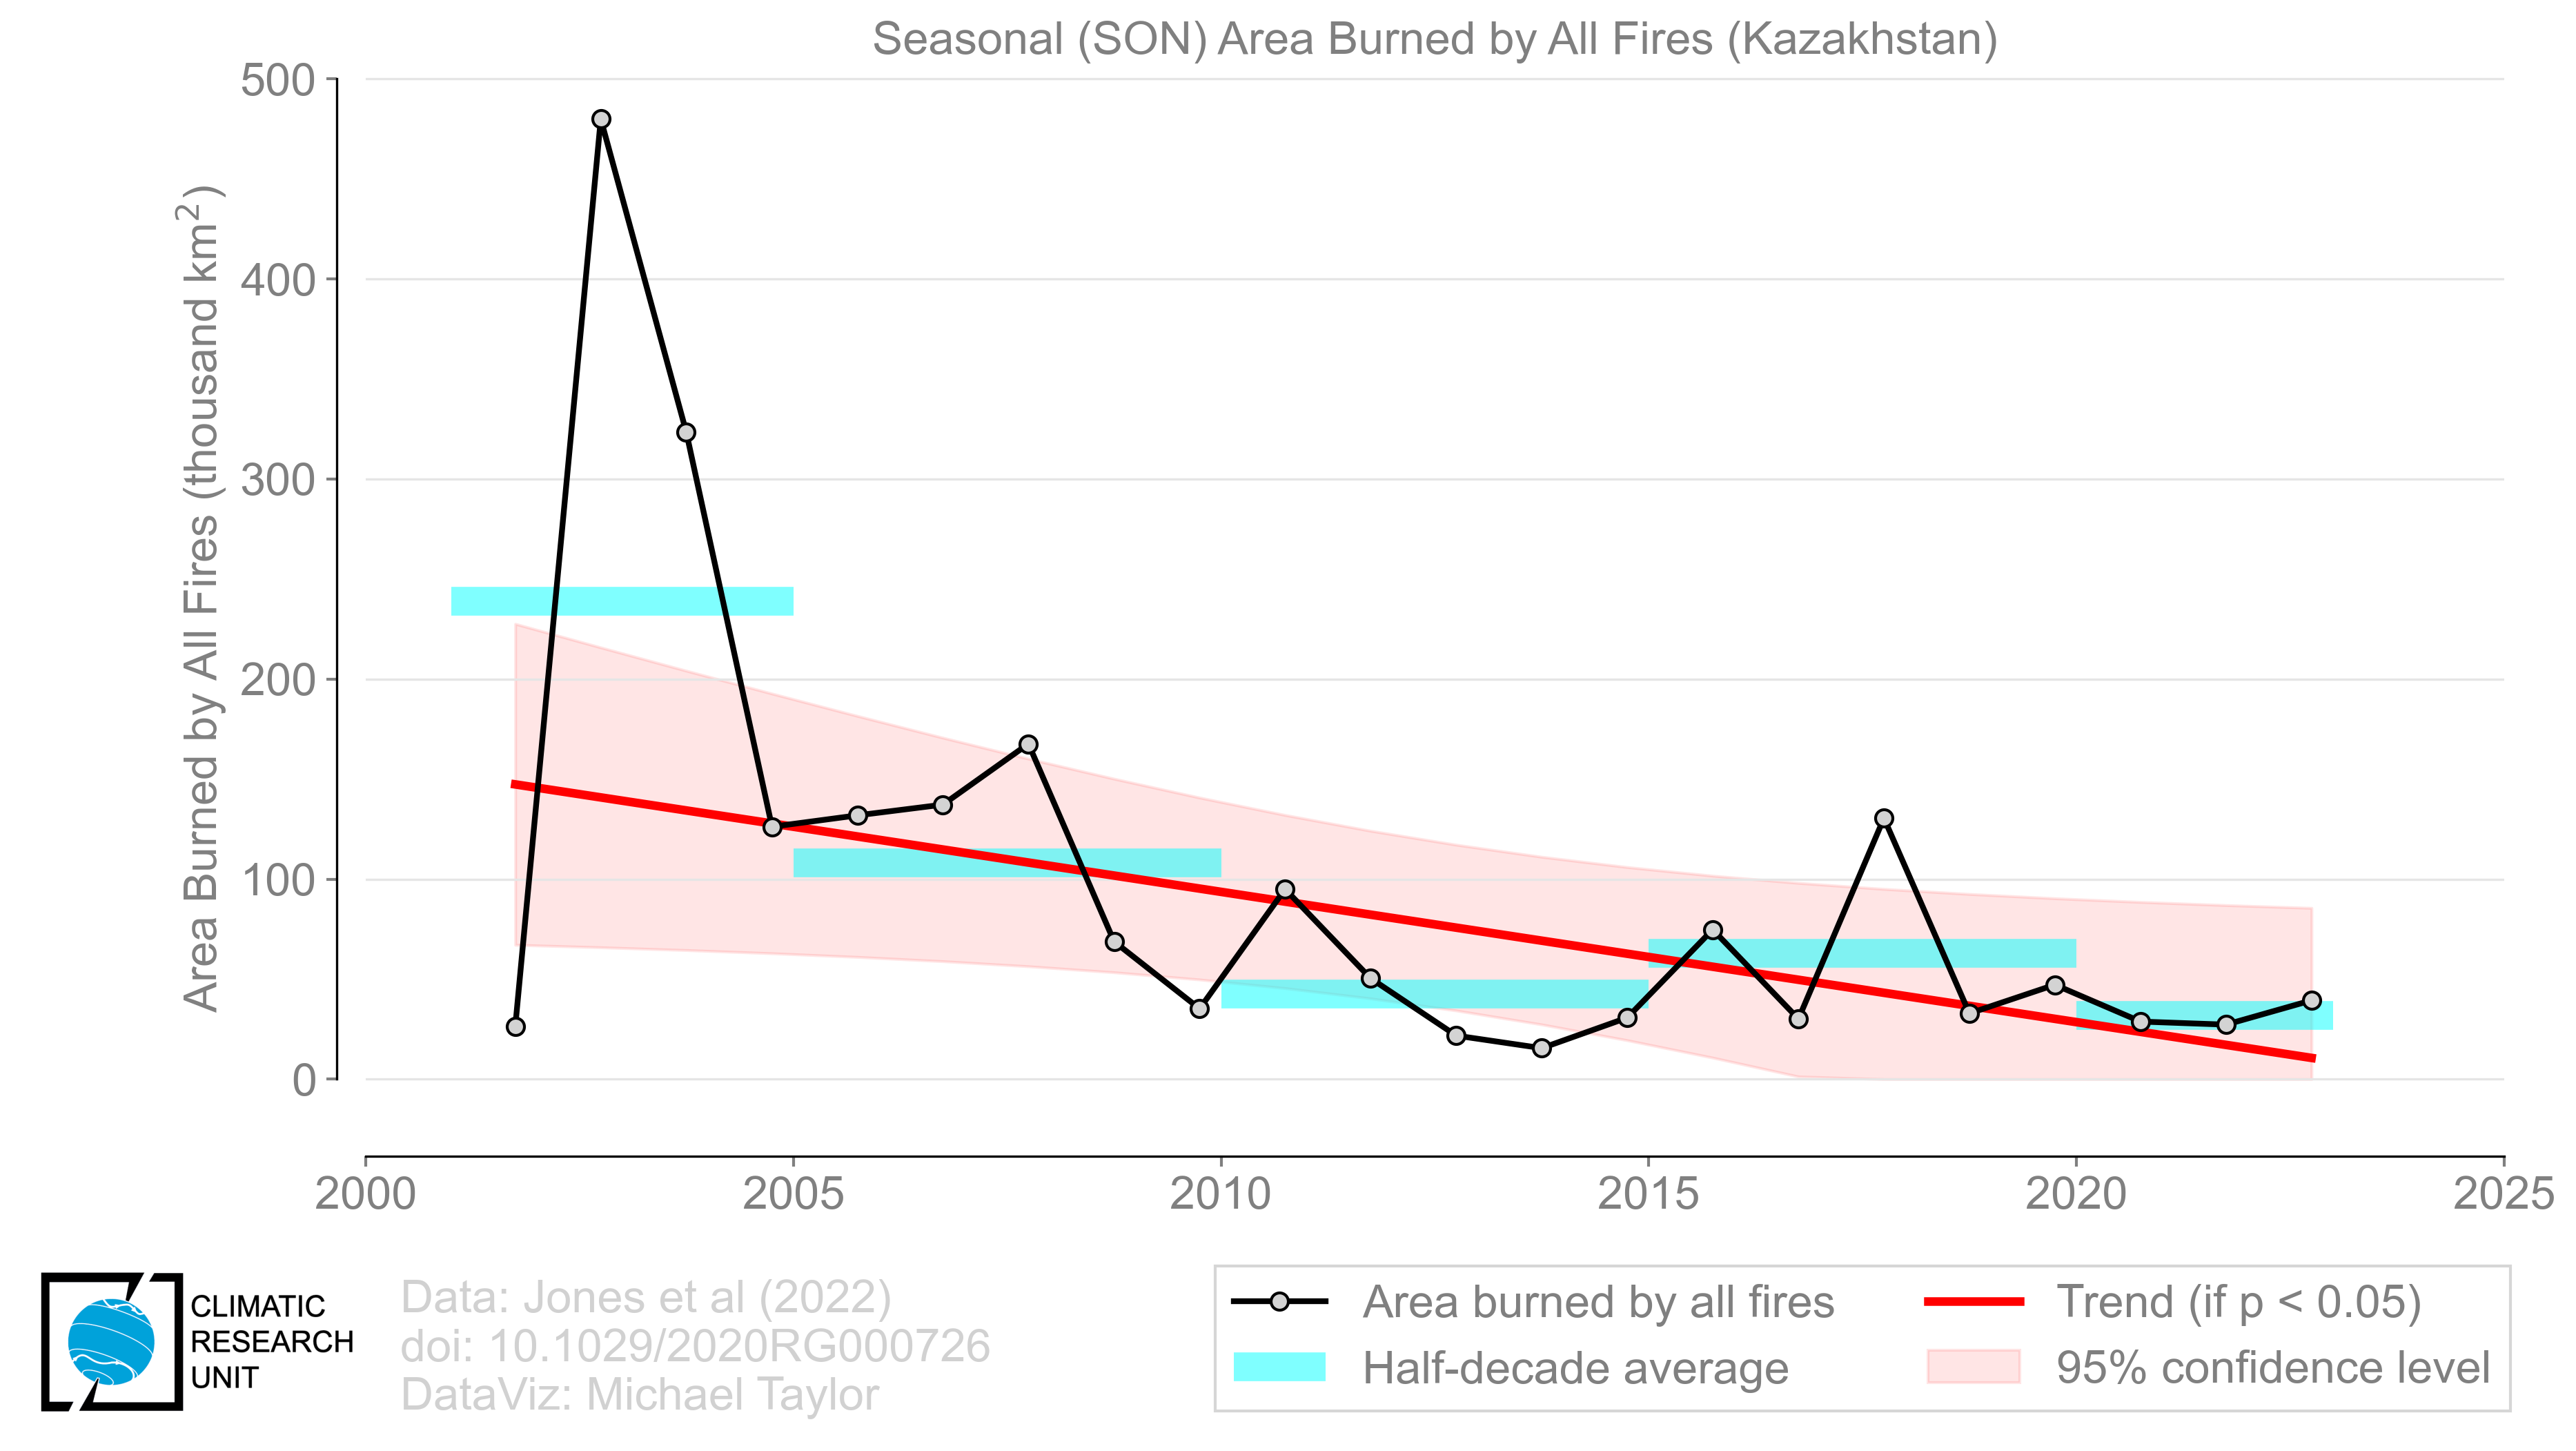 Seasonal (SON) Area Burned by All Fires (Kazakhstan)
Area Burned by All Fires (thousand km²)
500
400
300
200
100
0
2000 2005 2010 2015 2020 2025
CLIMATIC
RESEARCH
UNIT
Data: Jones et al (2022)
doi: 10.1029/2020RG000726
DataViz: Michael Taylor
Area burned by all fires
Half-decade average
Trend (if p < 0.05)
95% confidence level